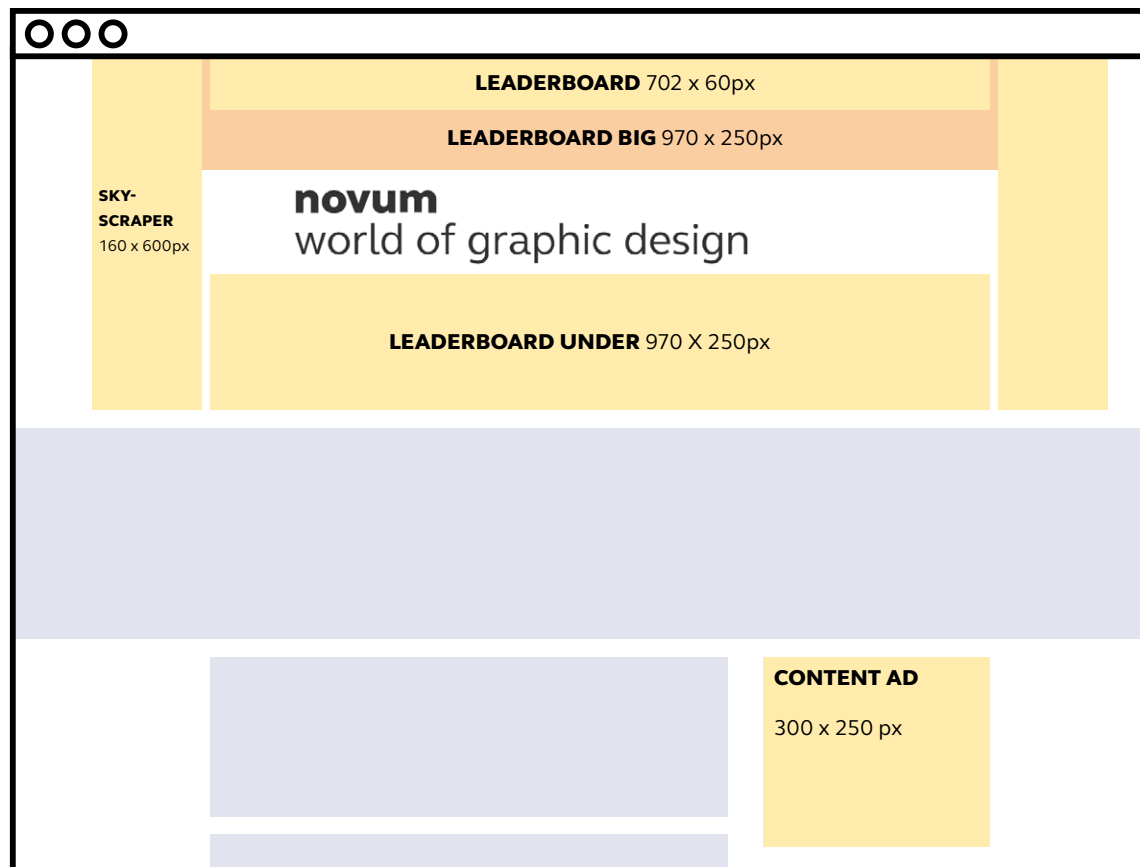 LEADERBOARD 702 x 60px
LEADERBOARD BIG 970 x 250px
SKY-
SCRAPER
160 x 600px
novum
world of graphic design
LEADERBOARD UNDER 970 X 250px
CONTENT AD
300 x 250 px